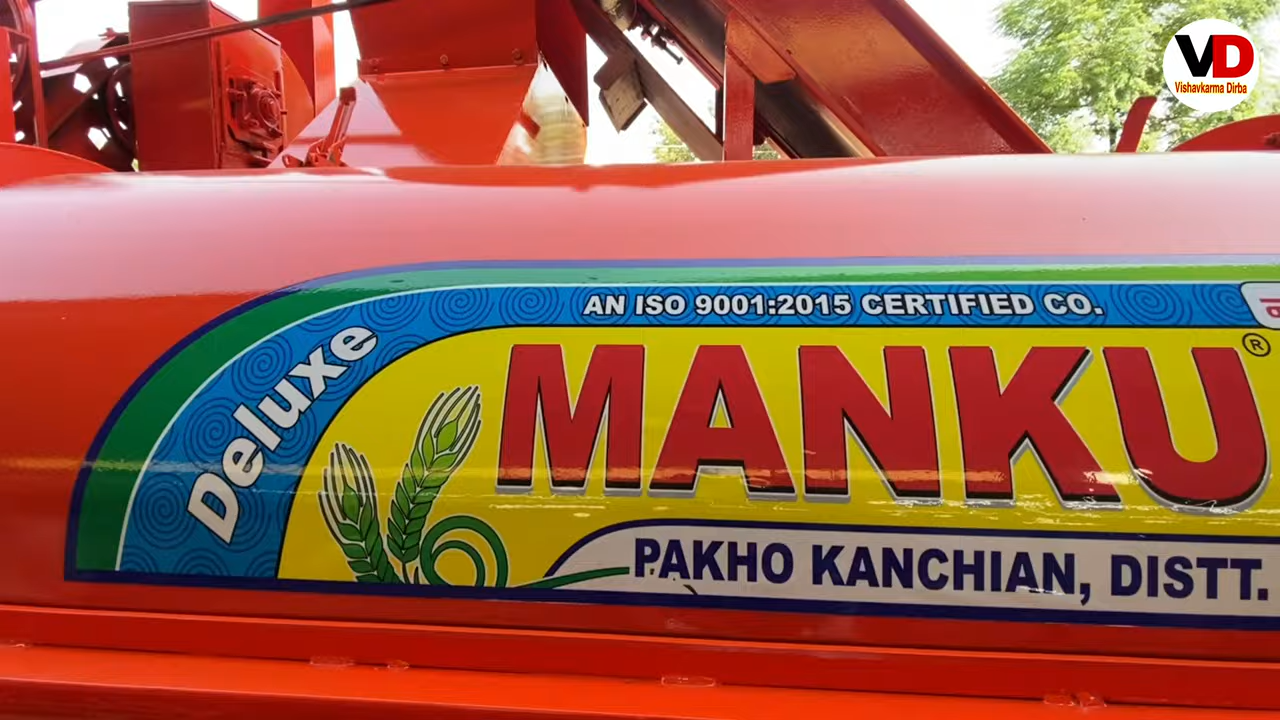 VD
Vishavkarma Dirba
AN ISO 9001:2015 CERTIFIED CO.
Deluxe
MANKU®
PAKHO KANCHIAN, DISTT.